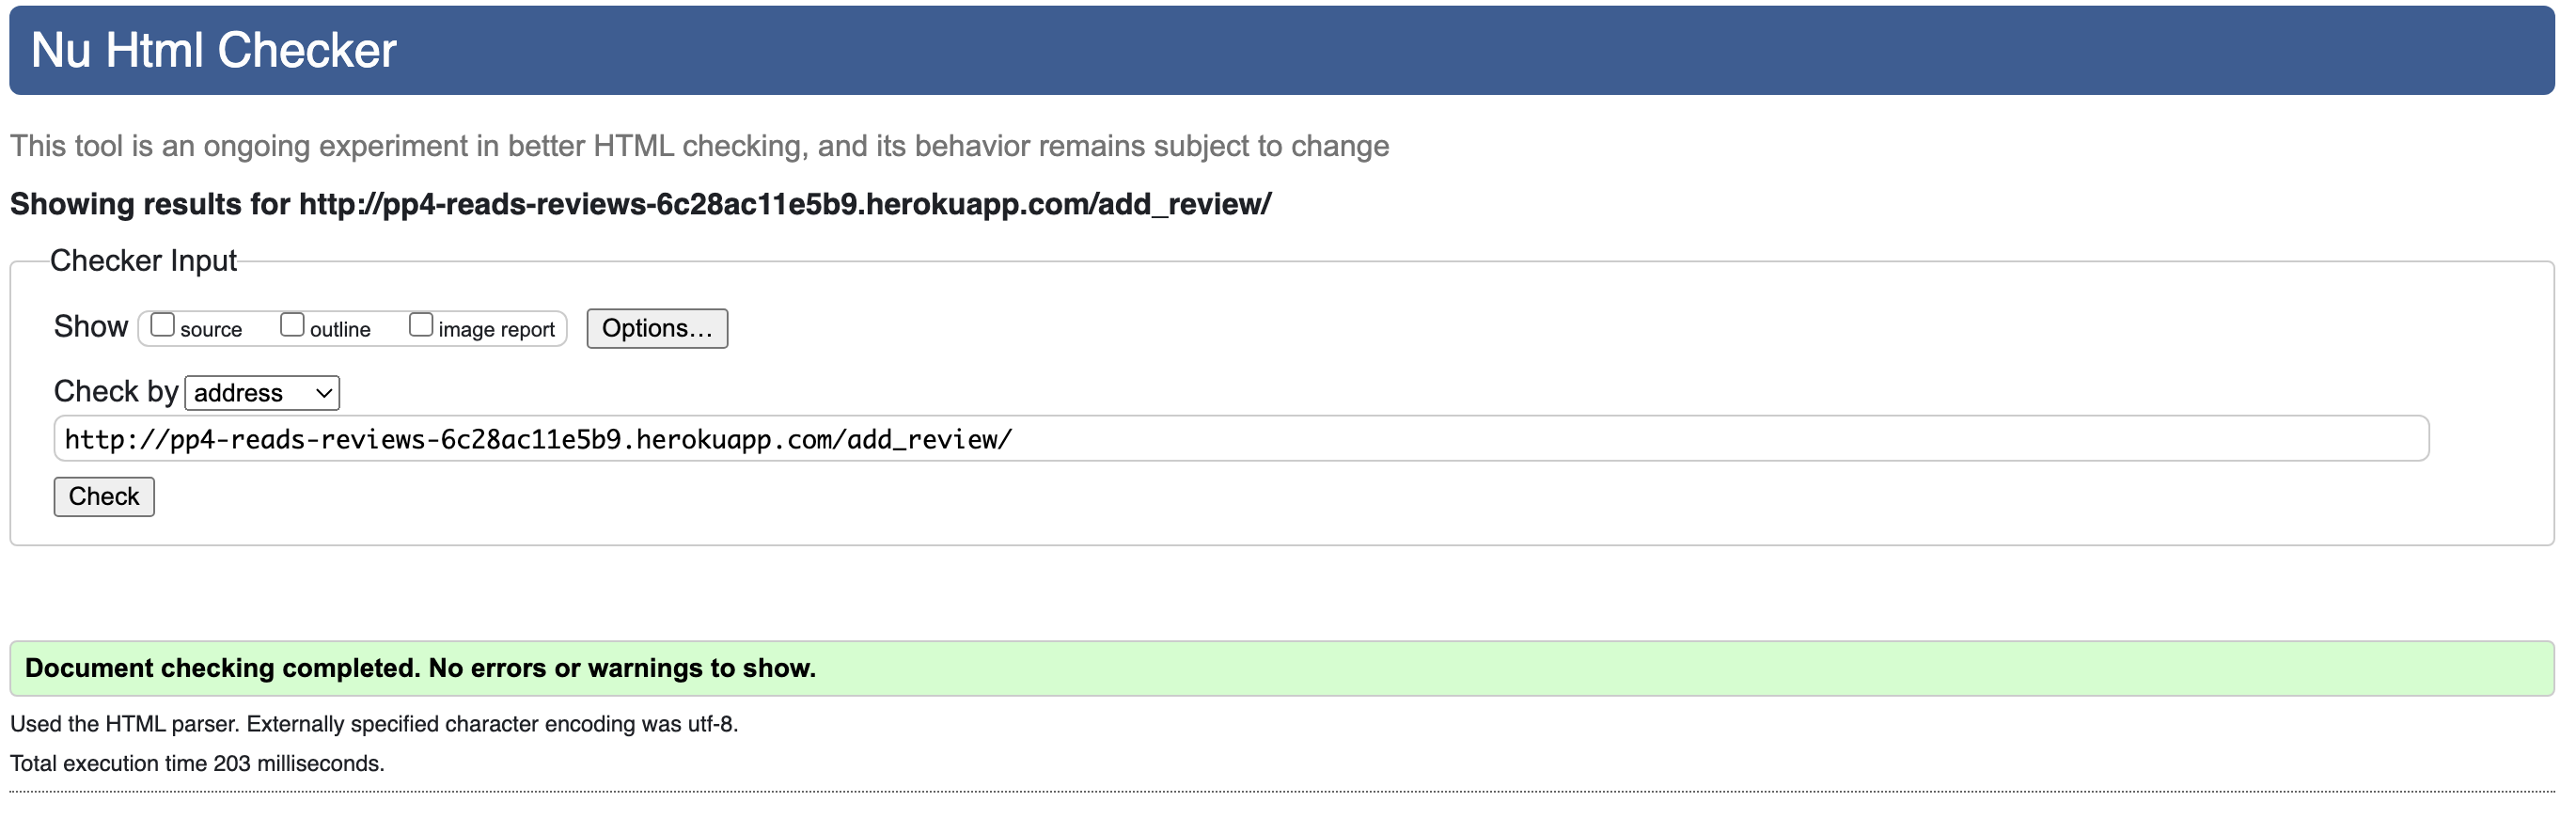 Nu Html Checker
This tool is an ongoing experiment in better HTML checking, and its behavior remains subject to change
Showing results for http://pp4-reads-reviews-6c28ac11e5b9.herokuapp.com/add_review/
Checker Input
Show source outline image report Options...
Check by address
http://pp4-reads-reviews-6c28ac11e5b9.herokuapp.com/add_review/
Check
Document checking completed. No errors or warnings to show.
Used the HTML parser. Externally specified character encoding was utf-8.
Total execution time 203 milliseconds.